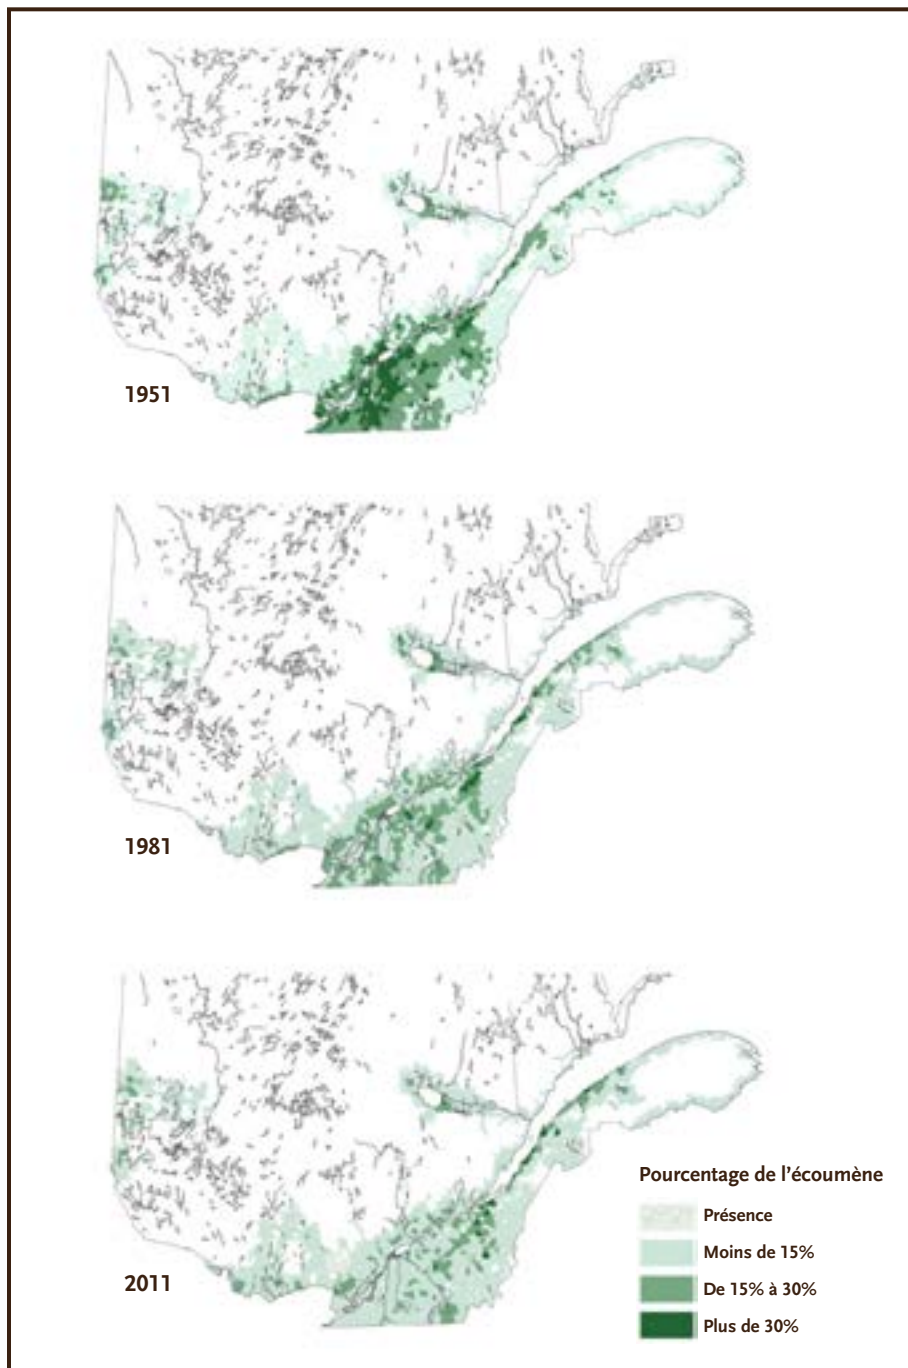 1951
1981
2011
Pourcentage de l'écoumène
Présence
Moins de 15%
De 15% à 30%
Plus de 30%